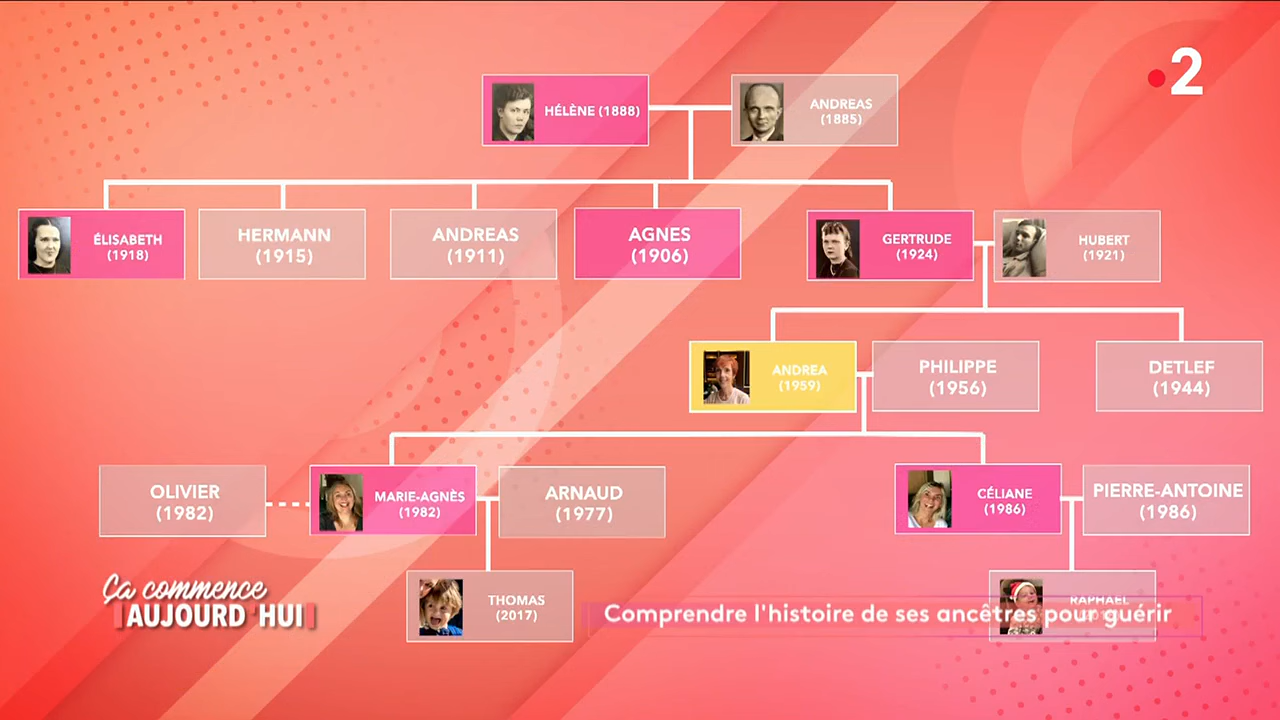 2
HÉLÈNE (1888)
ANDREAS
(1885)
ÉLISABETH
(1918)
HERMANN
(1915)
ANDREAS
(1911)
AGNES
(1906)
GERTRUDE
(1924)
HUBERT
(1921)
ANDREA
(1959)
PHILIPPE
(1956)
DETLEF
(1944)
OLIVIER
(1982)
MARIE-AGNÈS
(1982)
ARNAUD
(1977)
CÉLIANE
(1986)
PIERRE-ANTOINE
(1986)
THOMAS
(2017)
RAPHAËL
Ça commence
AUJOURD'HUI
Comprendre l'histoire de ses ancêtres pour guérir